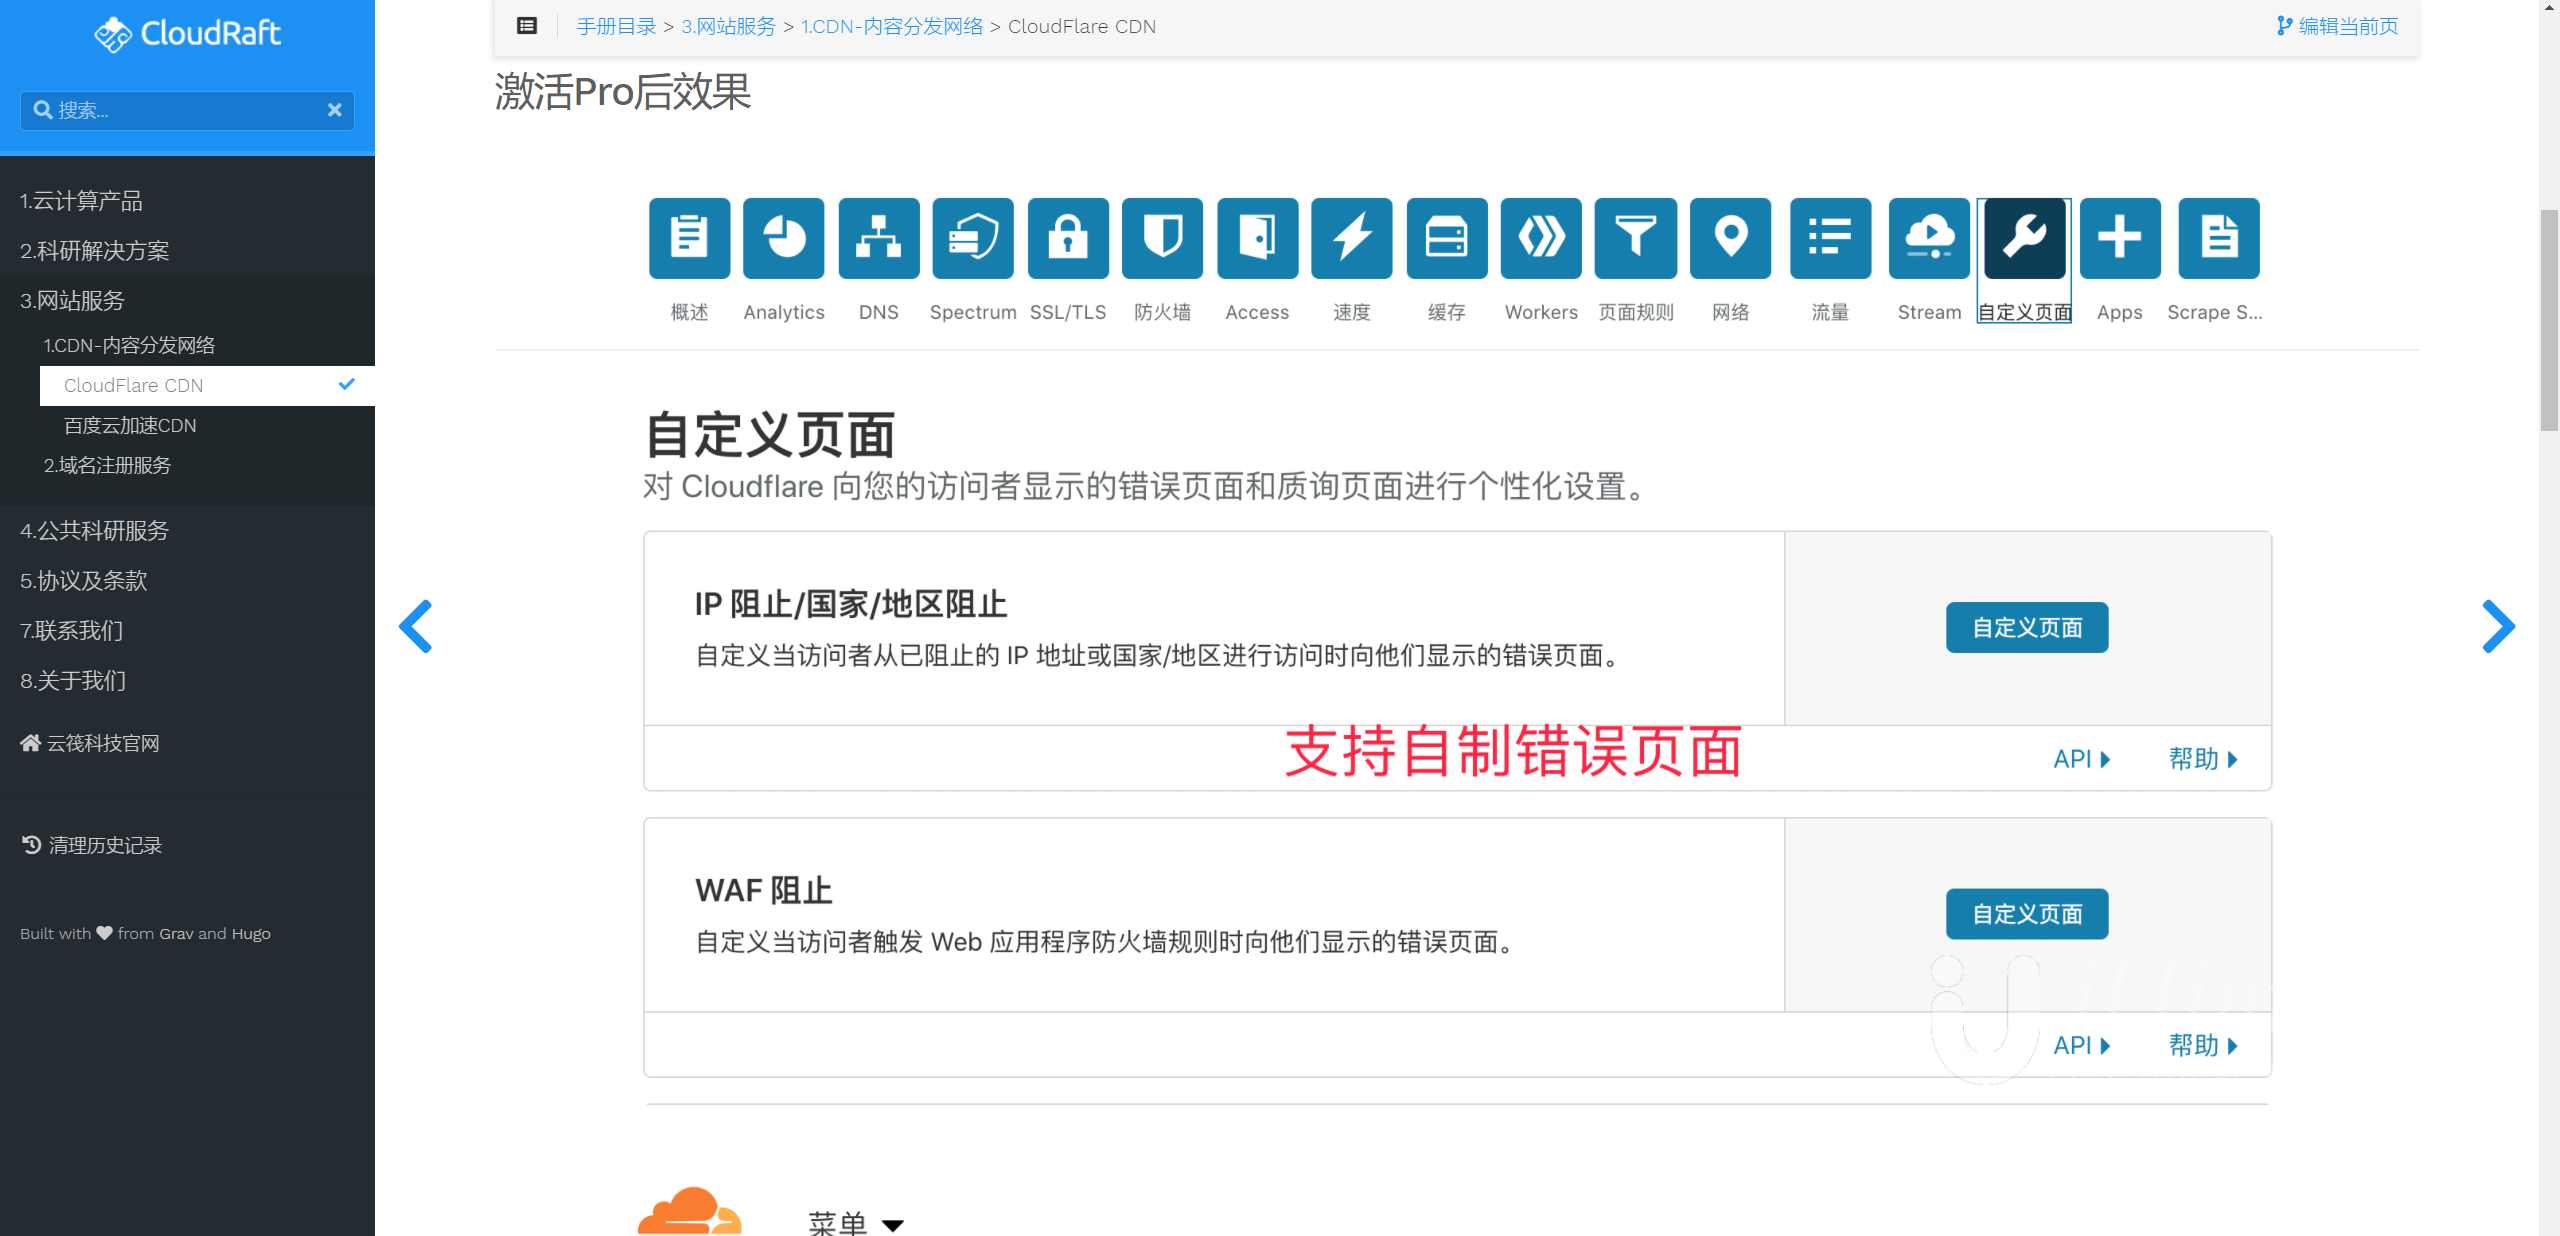 CloudRaft
搜索...
1.云计算产品
2.科研解决方案
3.网站服务
1.CDN-内容分发网络
CloudFlare CDN
百度云加速CDN
2.域名注册服务
4.公共科研服务
5.协议及条款
7.联系我们
8.关于我们
云筏科技官网
清理历史记录
Built with from Grav and Hugo
手册目录 > 3.网站服务 > 1.CDN-内容分发网络 > CloudFlare CDN
编辑当前页
激活Pro后效果
概述 Analytics DNS Spectrum SSL/TLS 防火墙 Access 速度 缓存 Workers 页面规则 网络 流量 Stream 自定义页面 Apps Scrape S...
自定义页面
对 Cloudflare 向您的访问者显示的错误页面和质询页面进行个性化设置。
IP 阻止/国家/地区阻止
自定义当访问者从已阻止的 IP 地址或国家/地区进行访问时向他们显示的错误页面。
自定义页面
支持自制错误页面
API 帮助
WAF 阻止
自定义当访问者触发 Web 应用程序防火墙规则时向他们显示的错误页面。
自定义页面
API 帮助
菜单